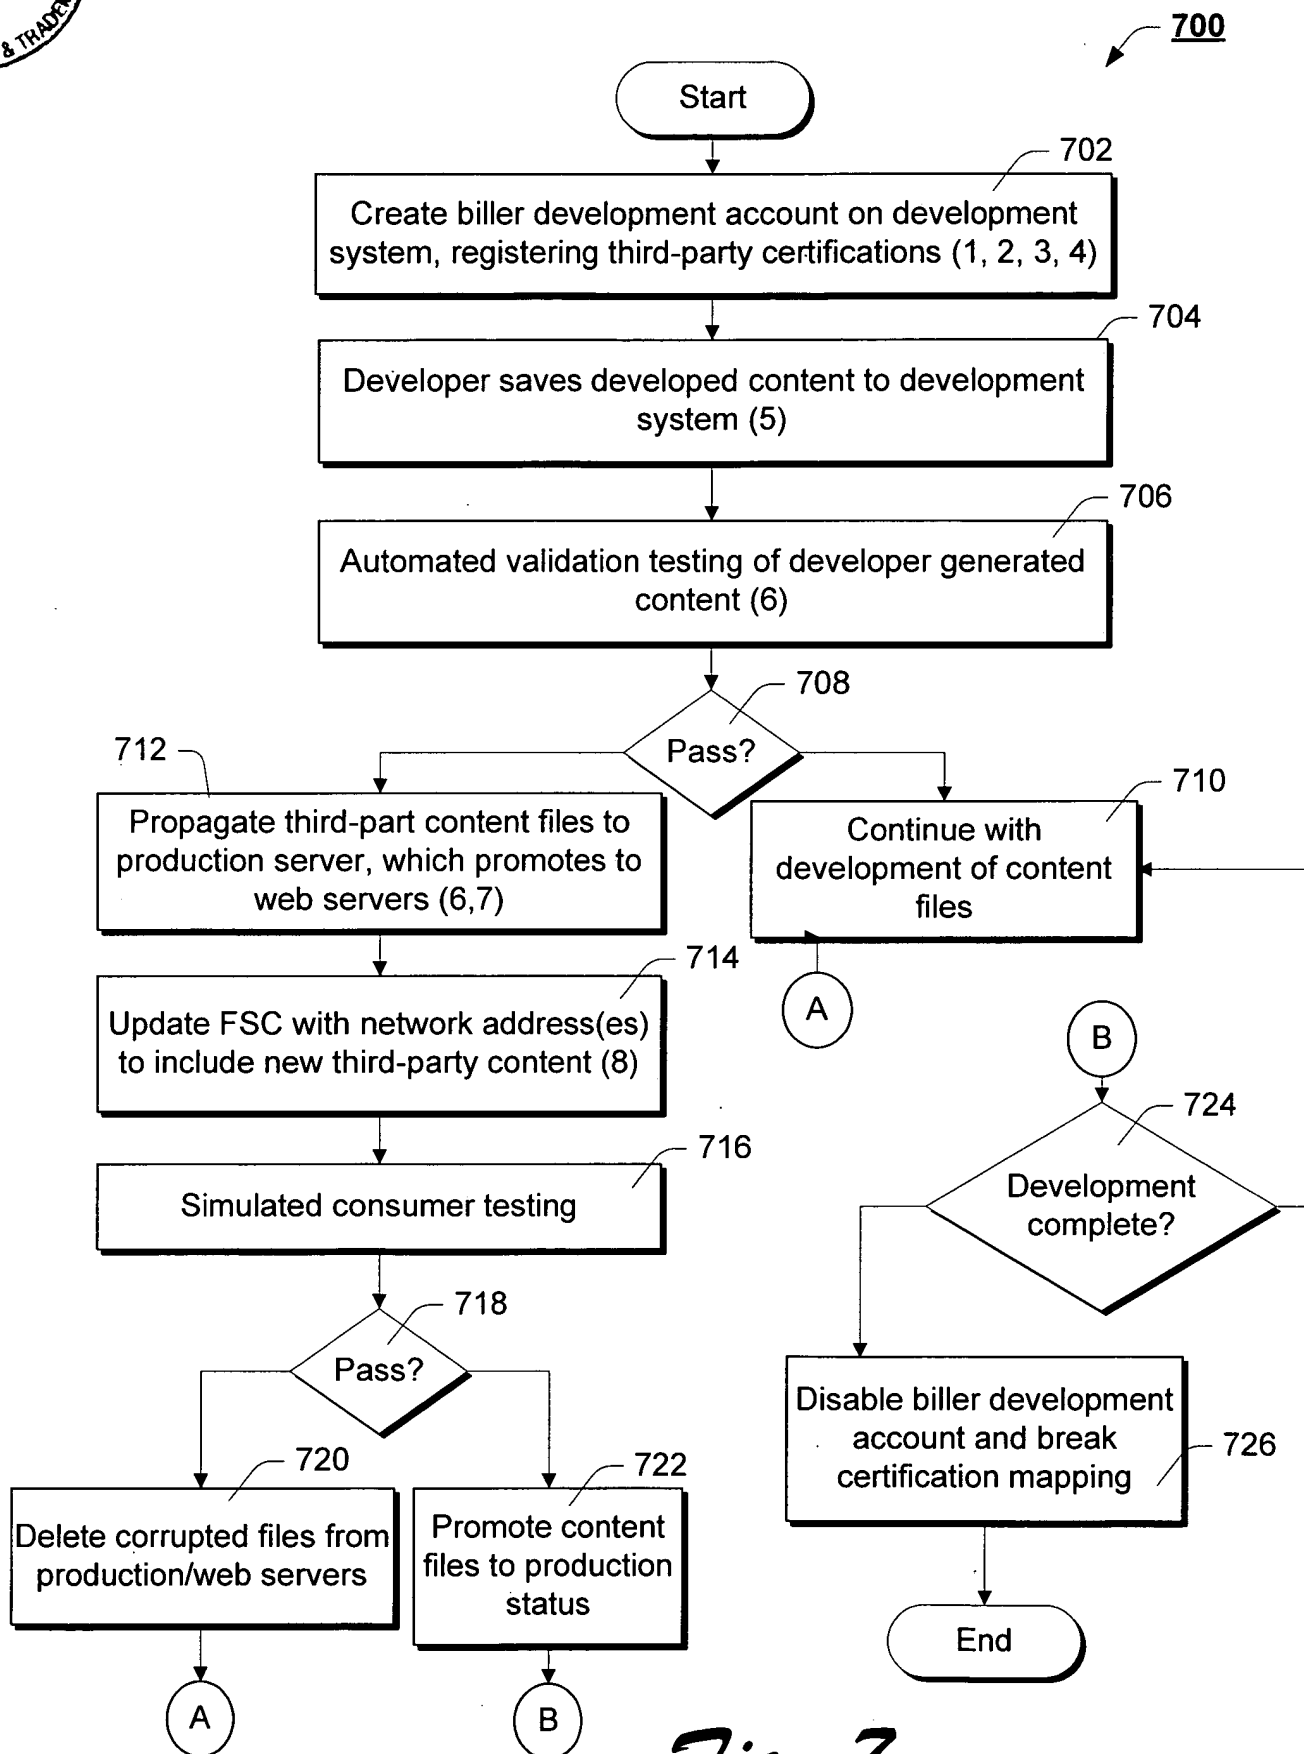 & TRADE
700
Start
702
Create biller development account on development
system, registering third-party certifications (1, 2, 3, 4)
704
Developer saves developed content to development
system (5)
706
Automated validation testing of developer generated
content (6)
708
Pass?
712
Propagate third-part content files to
production server, which promotes to
web servers (6,7)
710
Continue with
development of content
files
A
714
Update FSC with network address(es)
to include new third-party content (8)
716
Simulated consumer testing
718
Pass?
720
Delete corrupted files from
production/web servers
A
722
Promote content
files to production
status
B
B
724
Development
complete?
726
Disable biller development
account and break
certification mapping
End
Fig. 7